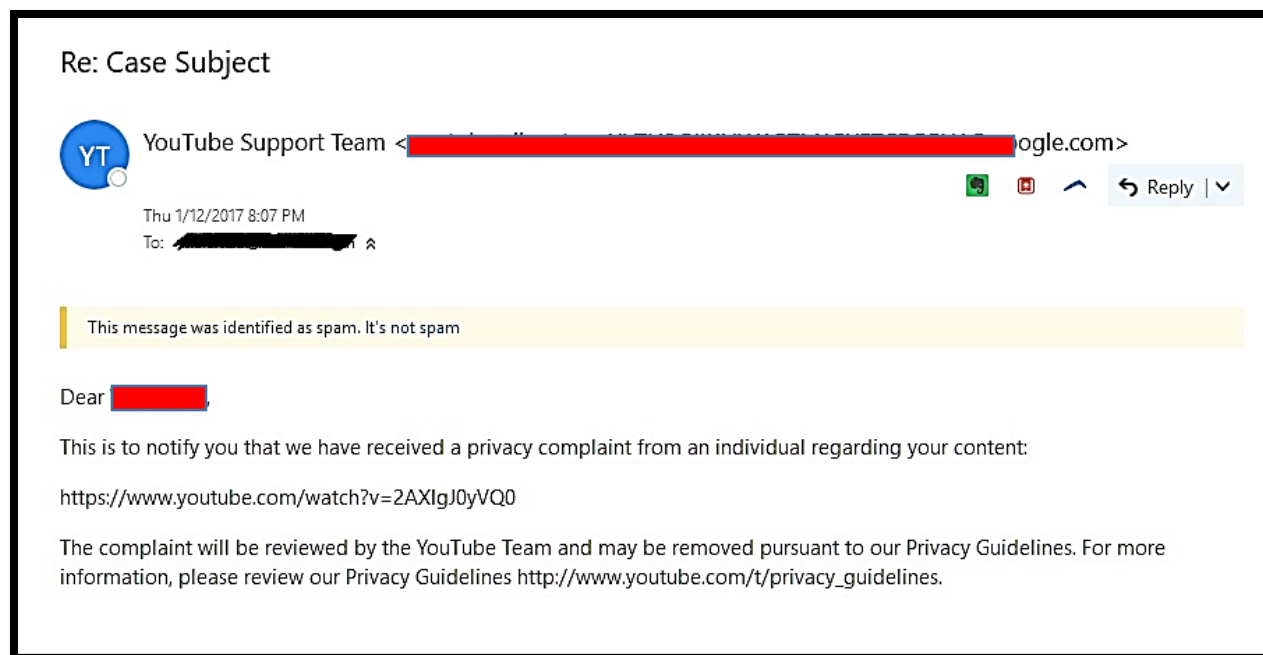 Re: Case Subject
YT
YouTube Support Team < ogle.com>
Reply
Thu 1/12/2017 8:07 PM
To:
This message was identified as spam. It's not spam
Dear ,
This is to notify you that we have received a privacy complaint from an individual regarding your content:
https://www.youtube.com/watch?v=2AXIgJ0yVQ0
The complaint will be reviewed by the YouTube Team and may be removed pursuant to our Privacy Guidelines. For more
information, please review our Privacy Guidelines http://www.youtube.com/t/privacy_guidelines.